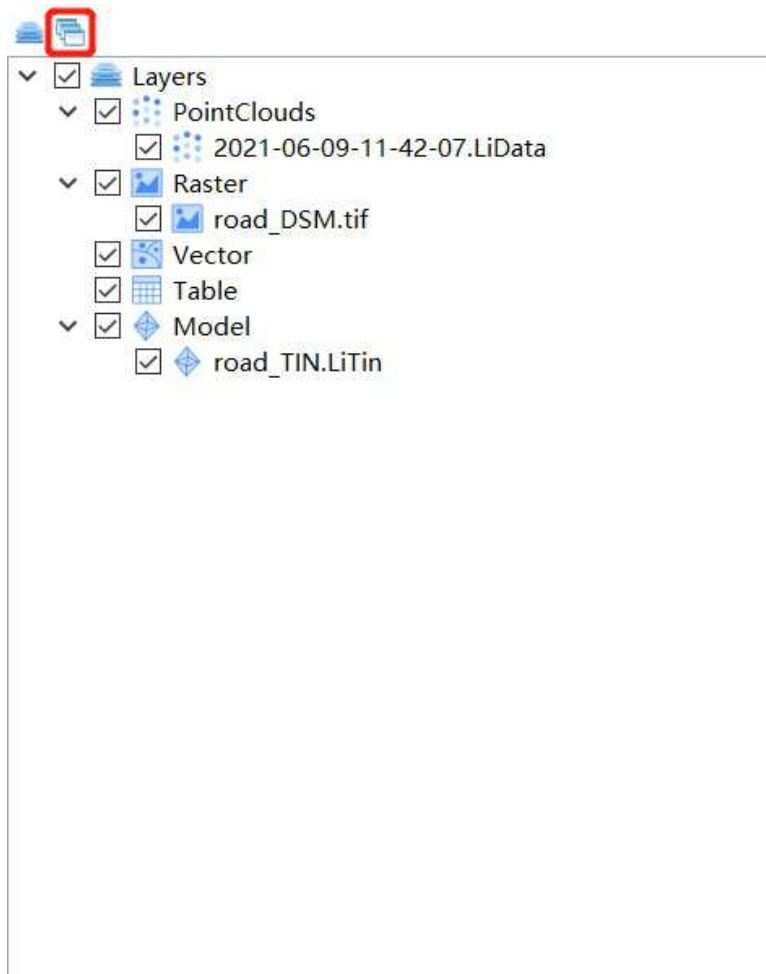 Layers
PointClouds
2021-06-09-11-42-07.LiData
Raster
road_DSM.tif
Vector
Table
Model
road_TIN.LiTin